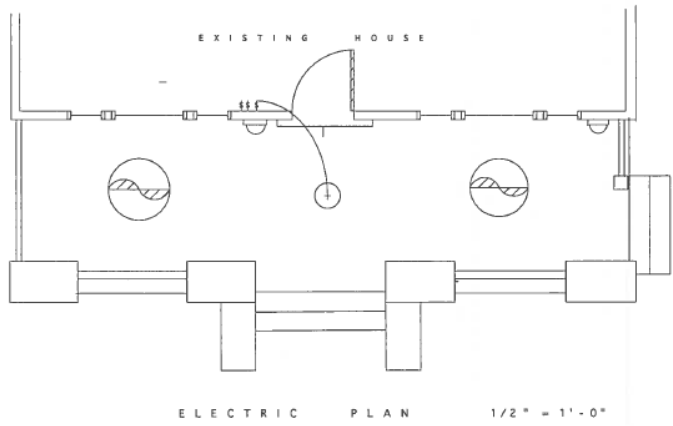 EXISTING HOUSE
$$$
ELECTRIC PLAN 1/2" = 1'-0"